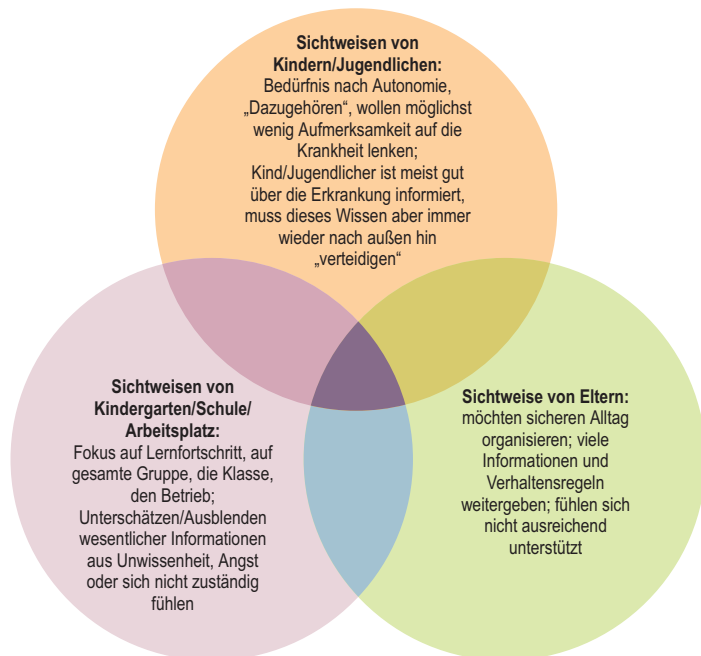 Sichtweisen von
Kindern/Jugendlichen:
Bedürfnis nach Autonomie,
„Dazugehören“, wollen möglichst
wenig Aufmerksamkeit auf die
Krankheit lenken;
Kind/Jugendlicher ist meist gut
über die Erkrankung informiert,
muss dieses Wissen aber immer
wieder nach außen hin
„verteidigen“
Sichtweisen von
Kindergarten/Schule/
Arbeitsplatz:
Fokus auf Lernfortschritt, auf
gesamte Gruppe, die Klasse,
den Betrieb;
Unterschätzen/Ausblenden
wesentlicher Informationen
aus Unwissenheit, Angst
oder sich nicht zuständig
fühlen
Sichtweise von Eltern:
möchten sicheren Alltag
organisieren; viele
Informationen und
Verhaltensregeln
weitergeben; fühlen sich
nicht ausreichend
unterstützt